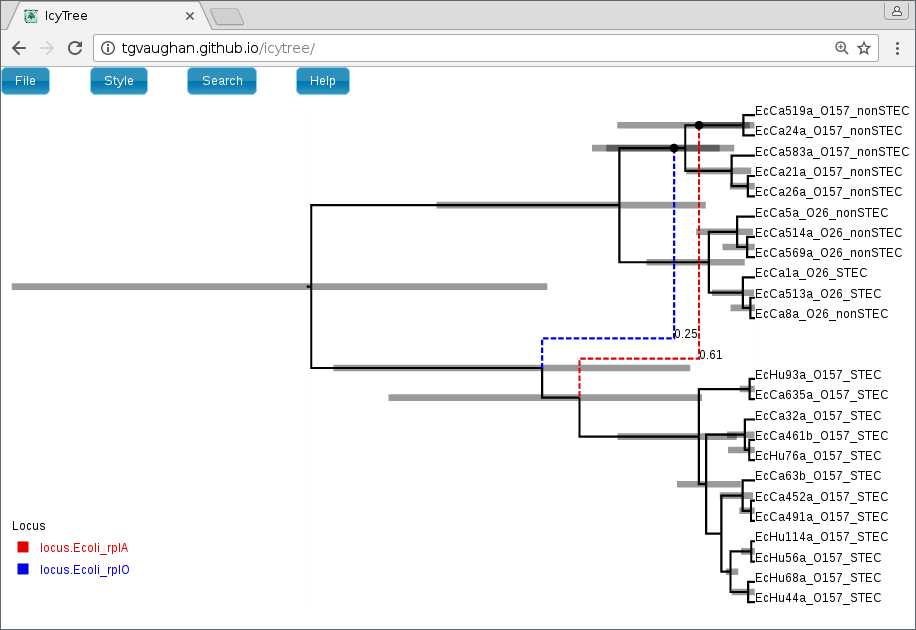 IcyTree
tgvaughan.github.io/icytree/
File Style Search Help
EcCa519a_O157_nonSTEC
EcCa24a_O157_nonSTEC
EcCa583a_O157_nonSTEC
EcCa21a_O157_nonSTEC
EcCa26a_O157_nonSTEC
EcCa5a_O26_nonSTEC
EcCa514a_O26_nonSTEC
EcCa569a_O26_nonSTEC
EcCa1a_O26_STEC
EcCa513a_O26_STEC
EcCa8a_O26_nonSTEC
0.25
0.61
EcHu93a_O157_STEC
EcCa635a_O157_STEC
EcCa32a_O157_STEC
EcCa461b_O157_STEC
EcHu76a_O157_STEC
EcCa63b_O157_STEC
EcCa452a_O157_STEC
EcCa491a_O157_STEC
EcHu114a_O157_STEC
EcHu56a_O157_STEC
EcHu68a_O157_STEC
EcHu44a_O157_STEC
Locus
locus.Ecoli_rplA
locus.Ecoli_rplO